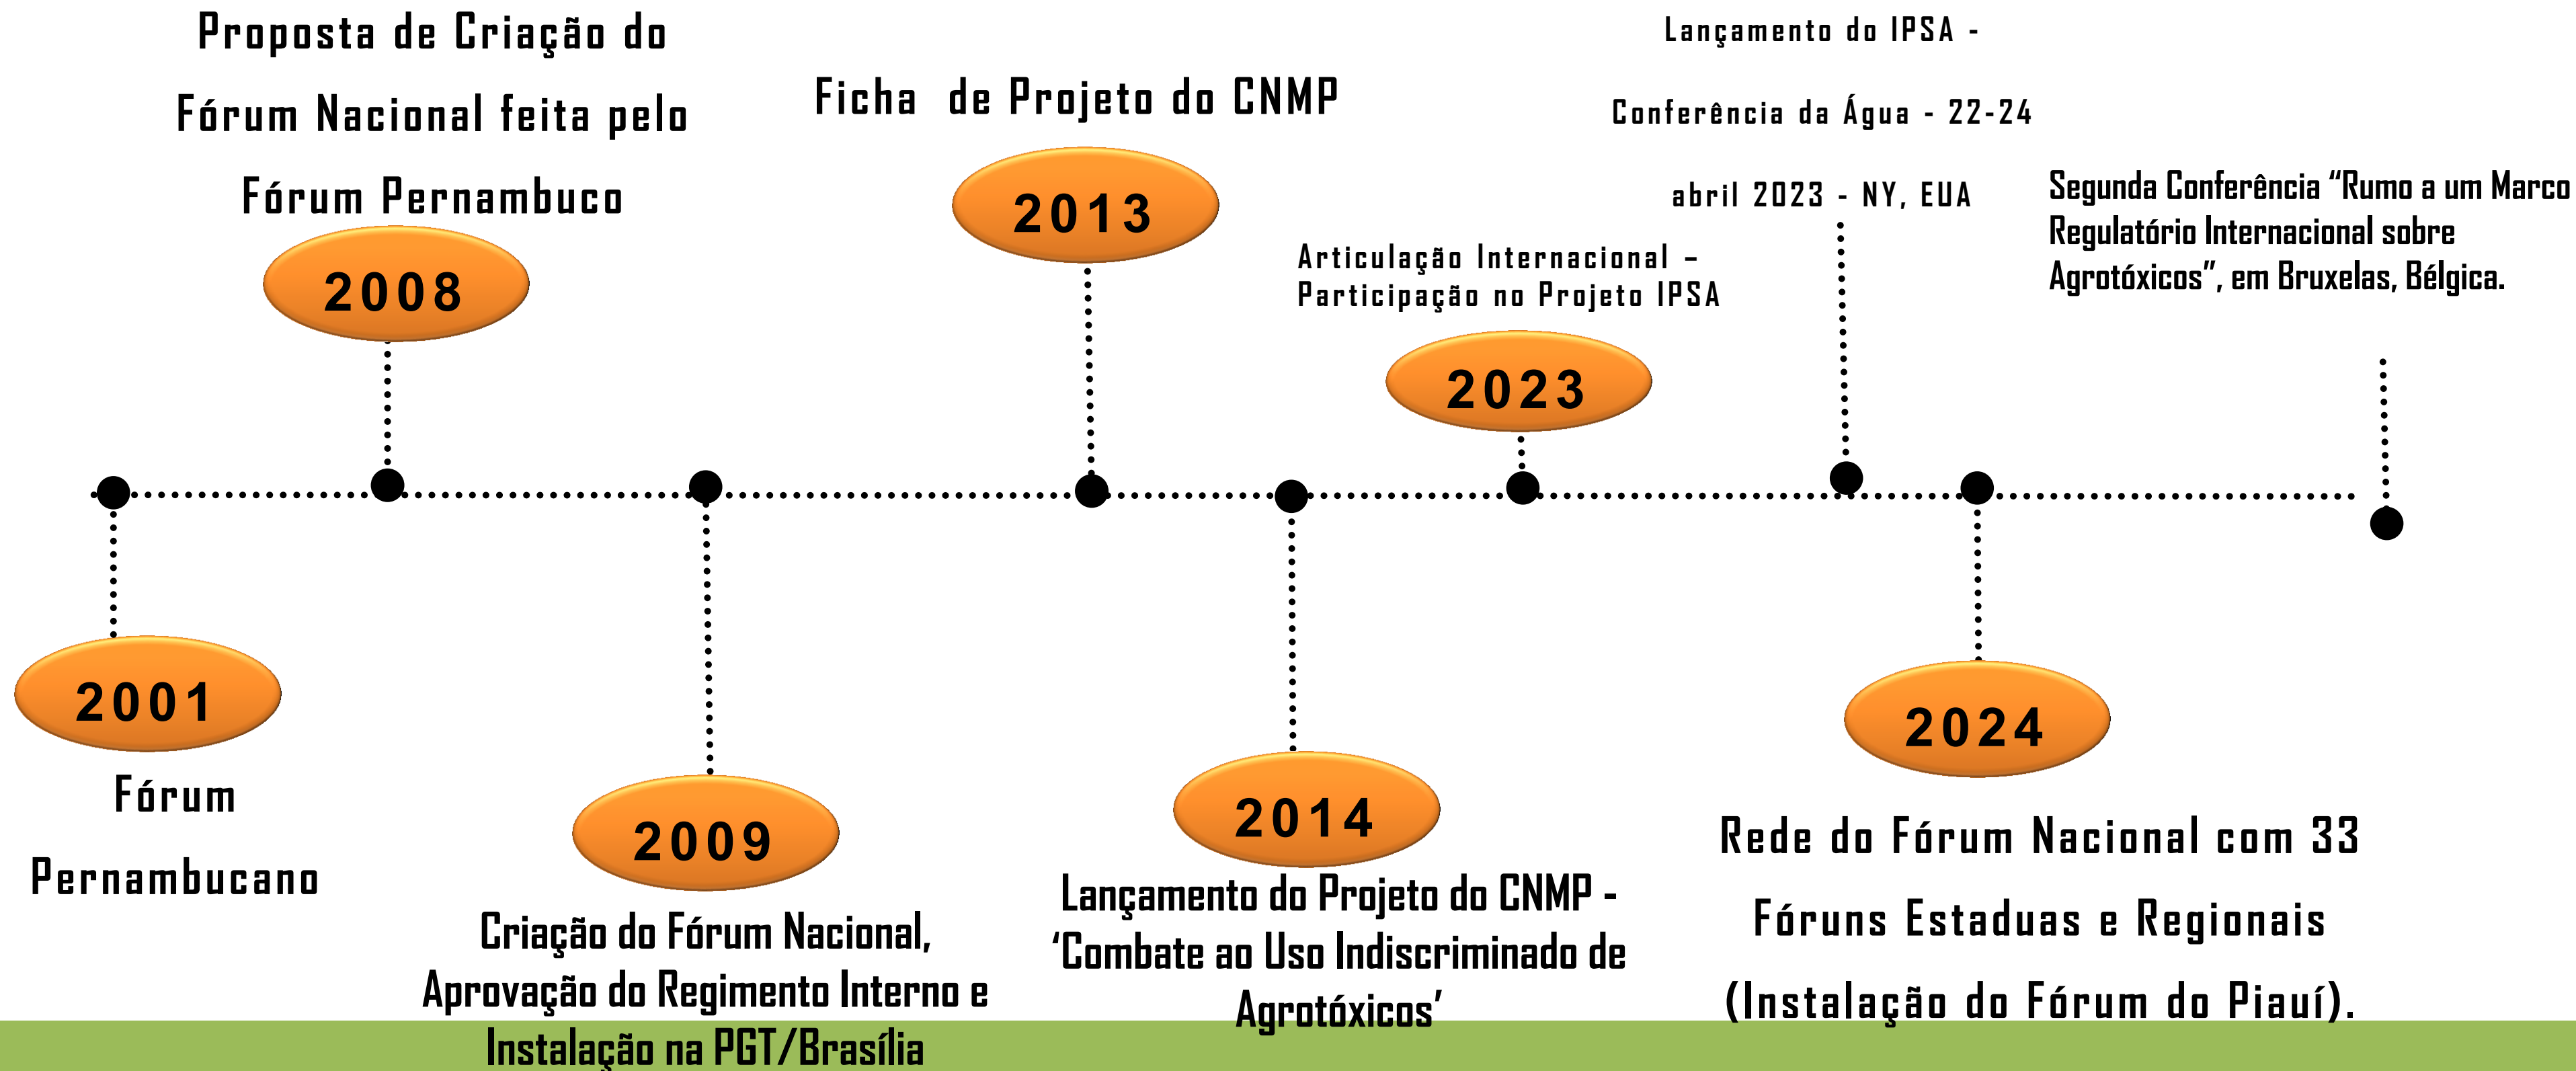 Proposta de Criação do
Fórum Nacional feita pelo
Fórum Pernambuco
2008
Ficha de Projeto do CNMP
2013
Lançamento do IPSA -
Conferência da Água - 22-24
abril 2023 - NY, EUA
Articulação Internacional –
Participação no Projeto IPSA
2023
Segunda Conferência “Rumo a um Marco
Regulatório Internacional sobre
Agrotóxicos”, em Bruxelas, Bélgica.
2001
Fórum
Pernambucano
2009
Criação do Fórum Nacional,
Aprovação do Regimento Interno e
Instalação na PGT/Brasília
2014
Lançamento do Projeto do CNMP -
‘Combate ao Uso Indiscriminado de
Agrotóxicos’
2024
Rede do Fórum Nacional com 33
Fóruns Estaduas e Regionais
(Instalação do Fórum do Piauí).